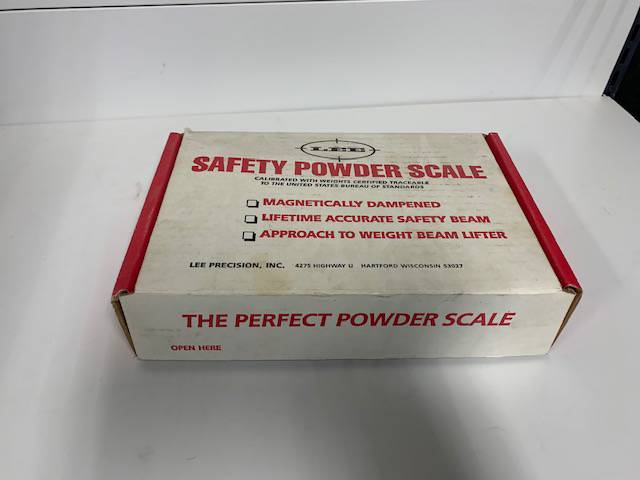 LEE
SAFETY POWDER SCALE
CALIBRATED WITH WEIGHTS CERTIFIED TRACEABLE
TO THE UNITED STATES BUREAU OF STANDARDS
MAGNETICALLY DAMPENED
LIFETIME ACCURATE SAFETY BEAM
APPROACH TO WEIGHT BEAM LIFTER
LEE PRECISION, INC. 4275 HIGHWAY U HARTFORD WISCONSIN 53027
THE PERFECT POWDER SCALE
OPEN HERE